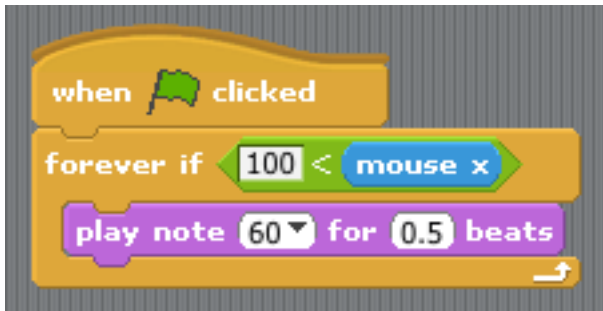 when clicked
forever if 100 < mouse x
play note 60 for 0.5 beats